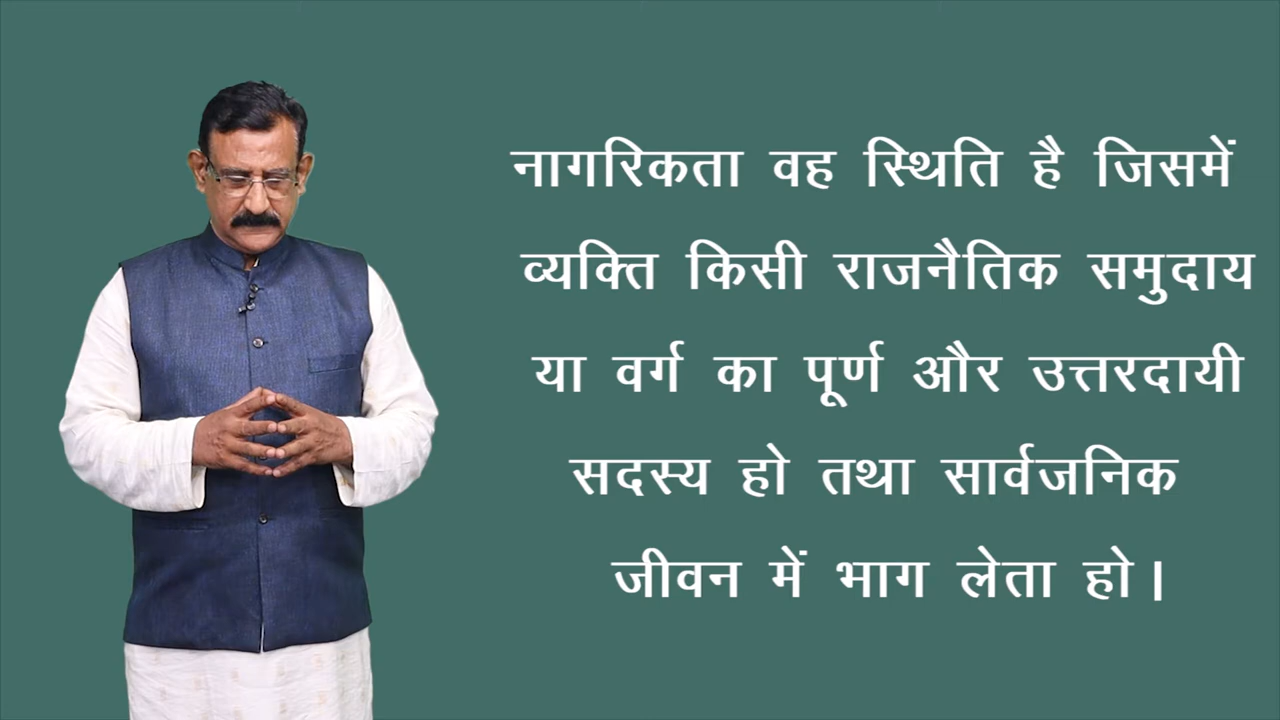 नागरिकता वह स्थिति है जिसमें
व्यक्ति किसी राजनैतिक समुदाय
या वर्ग का पूर्ण और उत्तरदायी
सदस्य हो तथा सार्वजनिक
जीवन में भाग लेता हो।